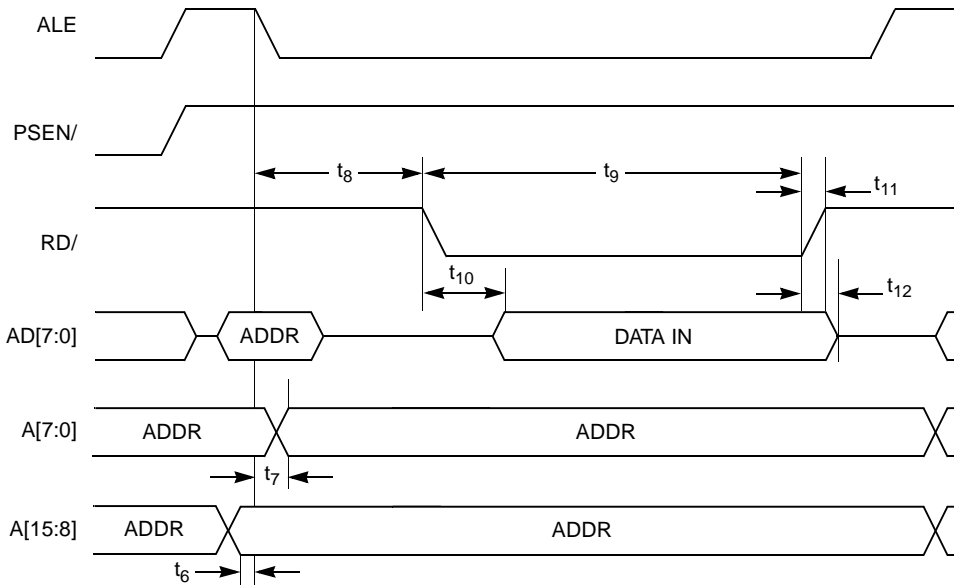 ALE
PSEN/
t8 t9
t11
RD/
t10
t12
AD[7:0] ADDR DATA IN
A[7:0] ADDR ADDR
t7
A[15:8] ADDR ADDR
t6